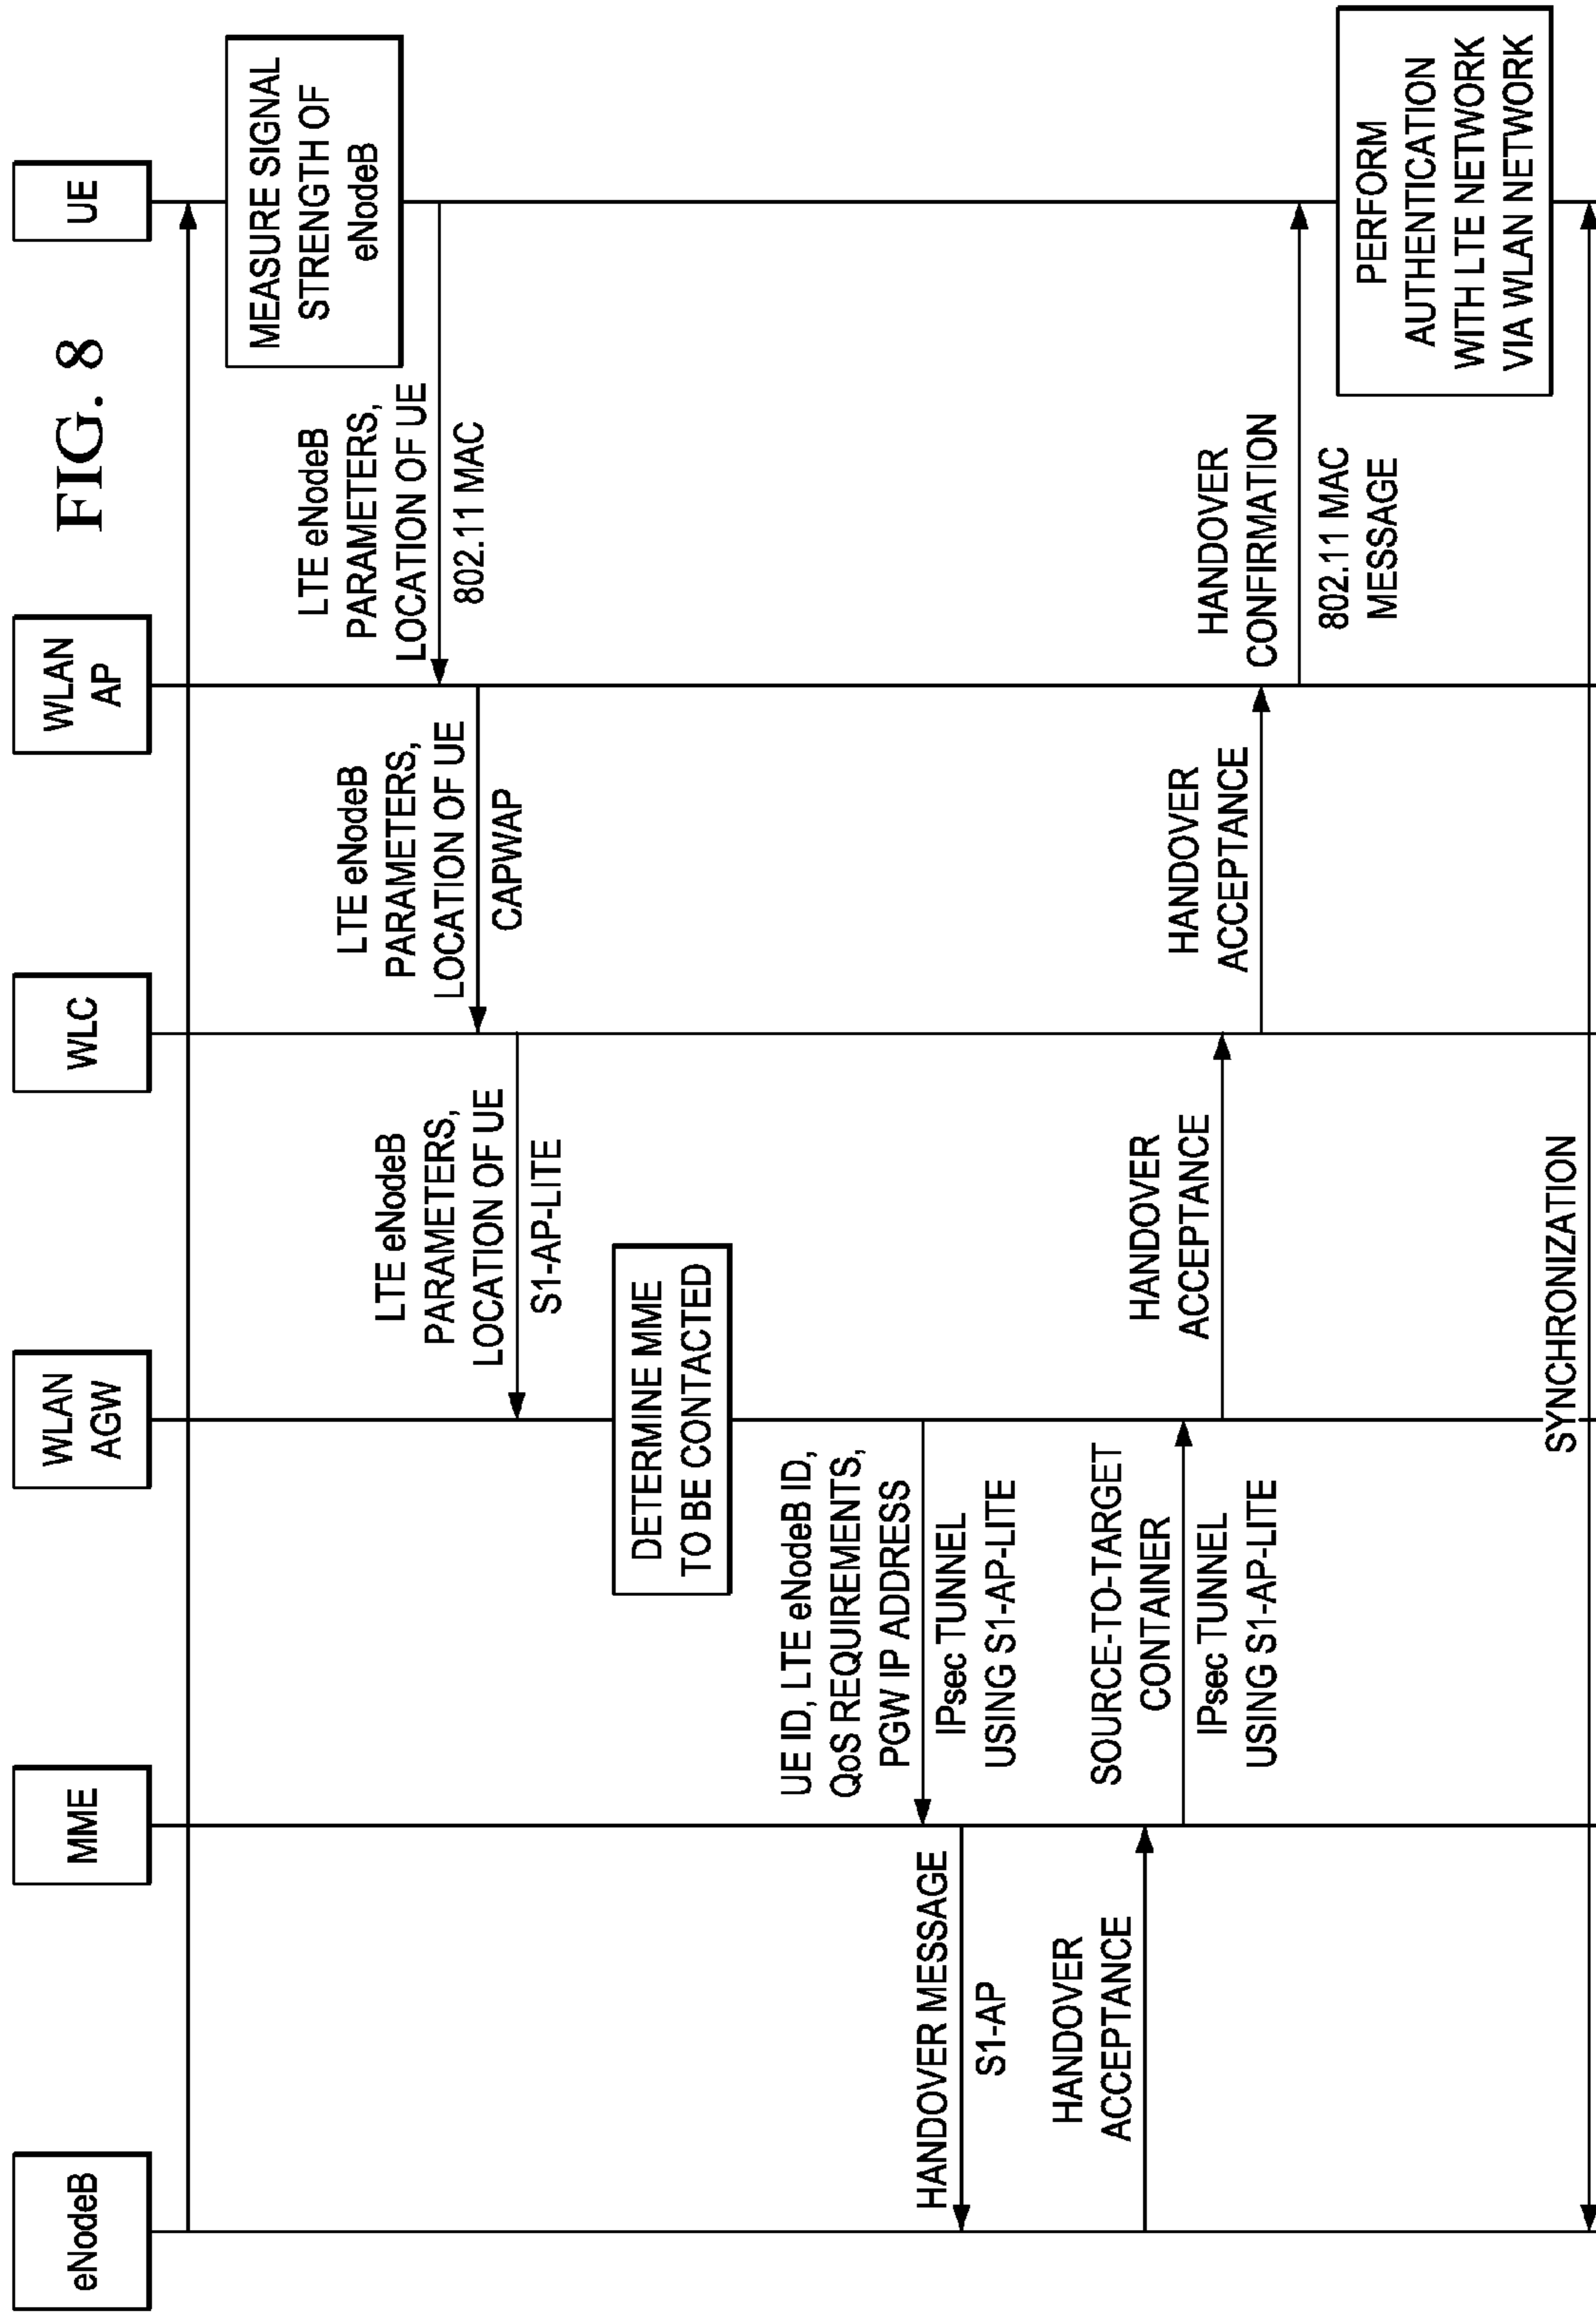 FIG. 8
eNodeB
MME
WLAN
AGW
WLC
WLAN
AP
UE
MEASURE SIGNAL
STRENGTH OF
eNodeB
LTE eNodeB
PARAMETERS,
LOCATION OF UE
802.11 MAC
LTE eNodeB
PARAMETERS,
LOCATION OF UE
CAPWAP
LTE eNodeB
PARAMETERS,
LOCATION OF UE
S1-AP-LITE
DETERMINE MME
TO BE CONTACTED
UE ID, LTE eNodeB ID,
QoS REQUIREMENTS,
PGW IP ADDRESS
IPsec TUNNEL
USING S1-AP-LITE
HANDOVER MESSAGE
S1-AP
HANDOVER
ACCEPTANCE
SOURCE-TO-TARGET
CONTAINER
IPsec TUNNEL
USING S1-AP-LITE
HANDOVER
ACCEPTANCE
HANDOVER
ACCEPTANCE
HANDOVER
CONFIRMATION
802.11 MAC
MESSAGE
PERFORM
AUTHENTICATION
WITH LTE NETWORK
VIA WLAN NETWORK
SYNCHRONIZATION